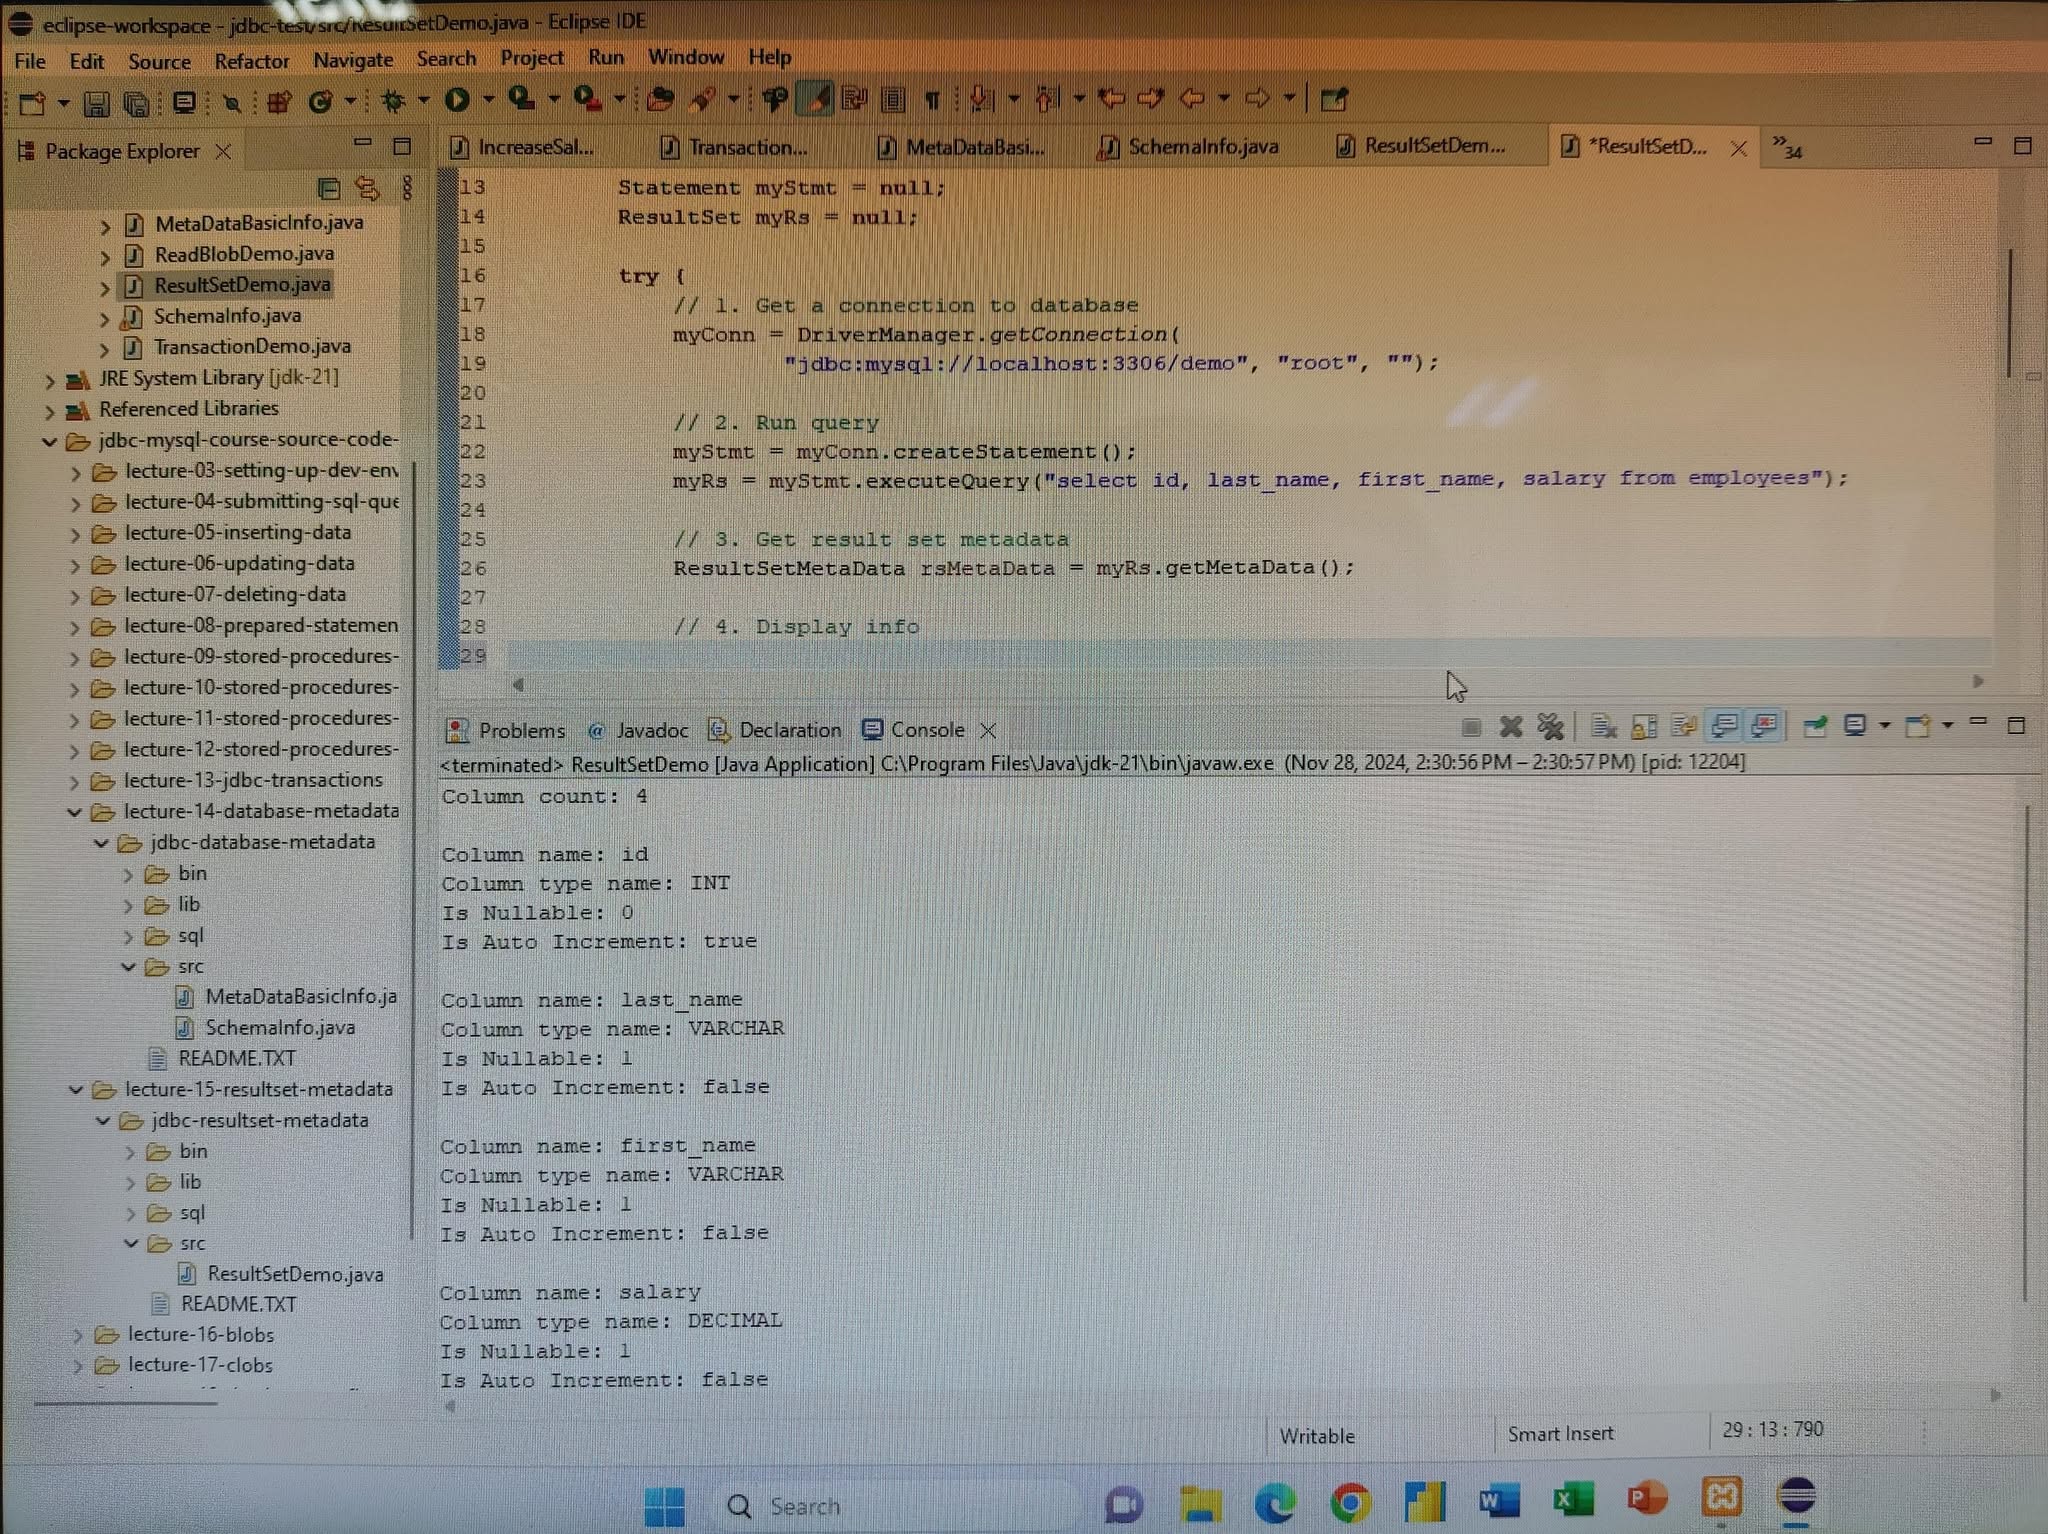 eclipse-workspace - jdbc-test/src/ResultSetDemo.java - Eclipse IDE
File Edit Source Refactor Navigate Search Project Run Window Help
Package Explorer
IncreaseSal... Transaction... MetaDataBasi... SchemaInfo.java ResultSetDem... *ResultSetD... 34
MetaDataBasicInfo.java
ReadBlobDemo.java
ResultSetDemo.java
SchemaInfo.java
TransactionDemo.java
JRE System Library [jdk-21]
Referenced Libraries
jdbc-mysql-course-source-code-
lecture-03-setting-up-dev-env
lecture-04-submitting-sql-que
lecture-05-inserting-data
lecture-06-updating-data
lecture-07-deleting-data
lecture-08-prepared-statemen
lecture-09-stored-procedures-
lecture-10-stored-procedures-
lecture-11-stored-procedures-
lecture-12-stored-procedures-
lecture-13-jdbc-transactions
lecture-14-database-metadata
jdbc-database-metadata
bin
lib
sql
src
MetaDataBasicInfo.ja
SchemaInfo.java
README.TXT
lecture-15-resultset-metadata
jdbc-resultset-metadata
bin
lib
sql
src
ResultSetDemo.java
README.TXT
lecture-16-blobs
lecture-17-clobs
13 Statement myStmt = null;
14 ResultSet myRs = null;
15
16 try {
17 // 1. Get a connection to database
18 myConn = DriverManager.getConnection(
19 "jdbc:mysql://localhost:3306/demo", "root", "");
20
21 // 2. Run query
22 myStmt = myConn.createStatement();
23 myRs = myStmt.executeQuery("select id, last_name, first_name, salary from employees");
24
25 // 3. Get result set metadata
26 ResultSetMetaData rsMetaData = myRs.getMetaData();
27
28 // 4. Display info
29
Problems Javadoc Declaration Console
<terminated> ResultSetDemo [Java Application] C:\Program Files\Java\jdk-21\bin\javaw.exe (Nov 28, 2024, 2:30:56 PM – 2:30:57 PM) [pid: 12204]
Column count: 4
Column name: id
Column type name: INT
Is Nullable: 0
Is Auto Increment: true
Column name: last_name
Column type name: VARCHAR
Is Nullable: 1
Is Auto Increment: false
Column name: first_name
Column type name: VARCHAR
Is Nullable: 1
Is Auto Increment: false
Column name: salary
Column type name: DECIMAL
Is Nullable: 1
Is Auto Increment: false
Writable Smart Insert 29 : 13 : 790
Search